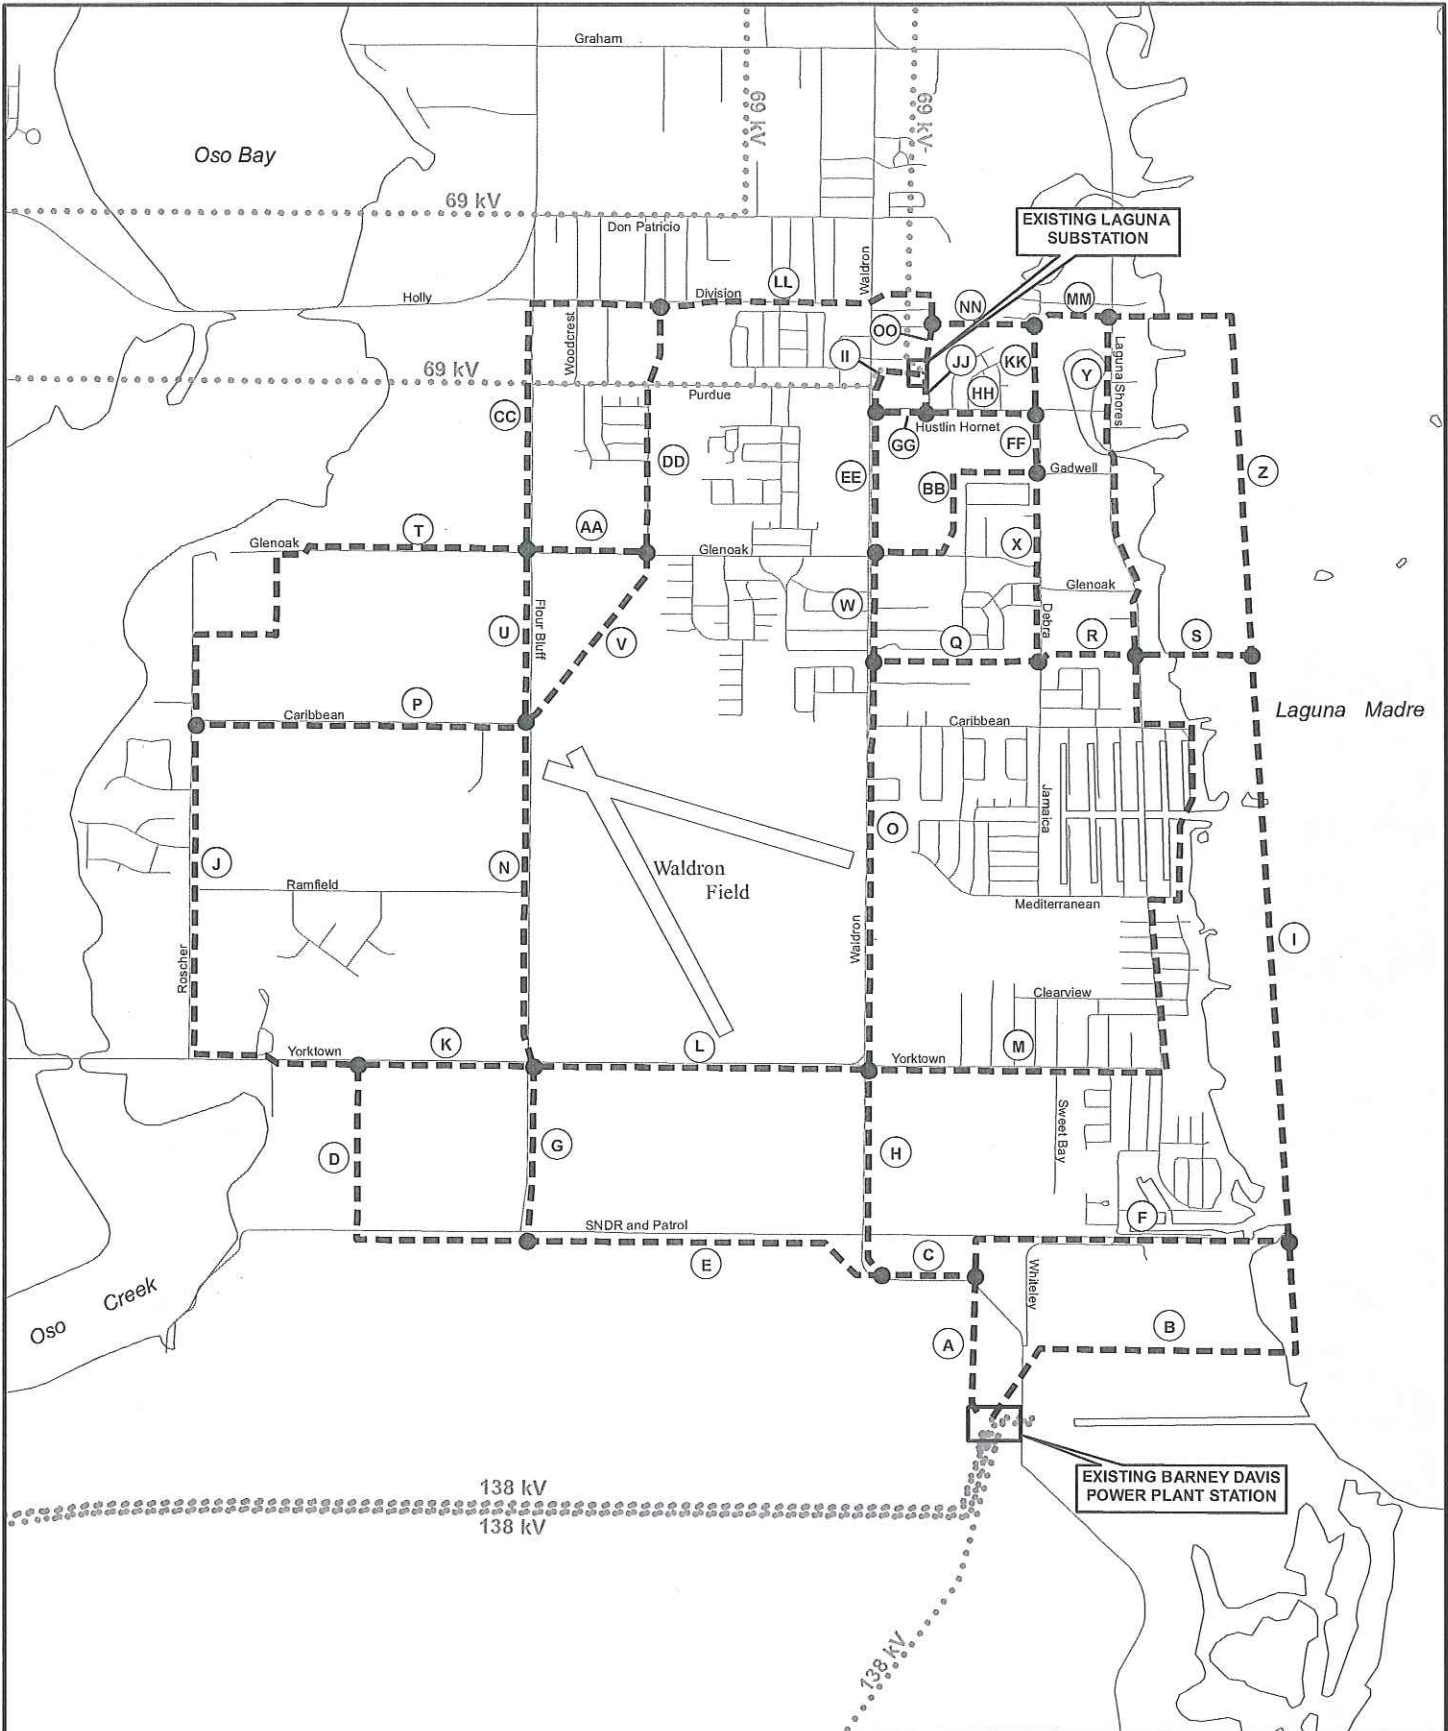 Graham
69 kV
69 kV-
Oso Bay
69 kV
EXISTING LAGUNA
SUBSTATION
Don Patricio
Waldron
LL
Holly
Division
NN
MM
OO
Woodcrest
II
JJ
KK
Laguna Shores
Y
69 kV
Purdue
HH
CC
Hustlin Hornet
GG
FF
DD
EE
Gadwell
Z
BB
T
AA
Glenoak
Glenoak
X
Glenoak
W
Flour Bluff
U
V
Debra
Q
R
S
P
Caribbean
Caribbean
Laguna Madre
Jamaica
O
J
N
Waldron
Field
Ramfield
Mediterranean
Roscher
Waldron
I
Clearview
K
L
M
Yorktown
Yorktown
Sweet Bay
D
G
H
F
SNDR and Patrol
E
C
Whiteley
Oso Creek
B
A
138 kV
138 kV
EXISTING BARNEY DAVIS
POWER PLANT STATION
138 kV